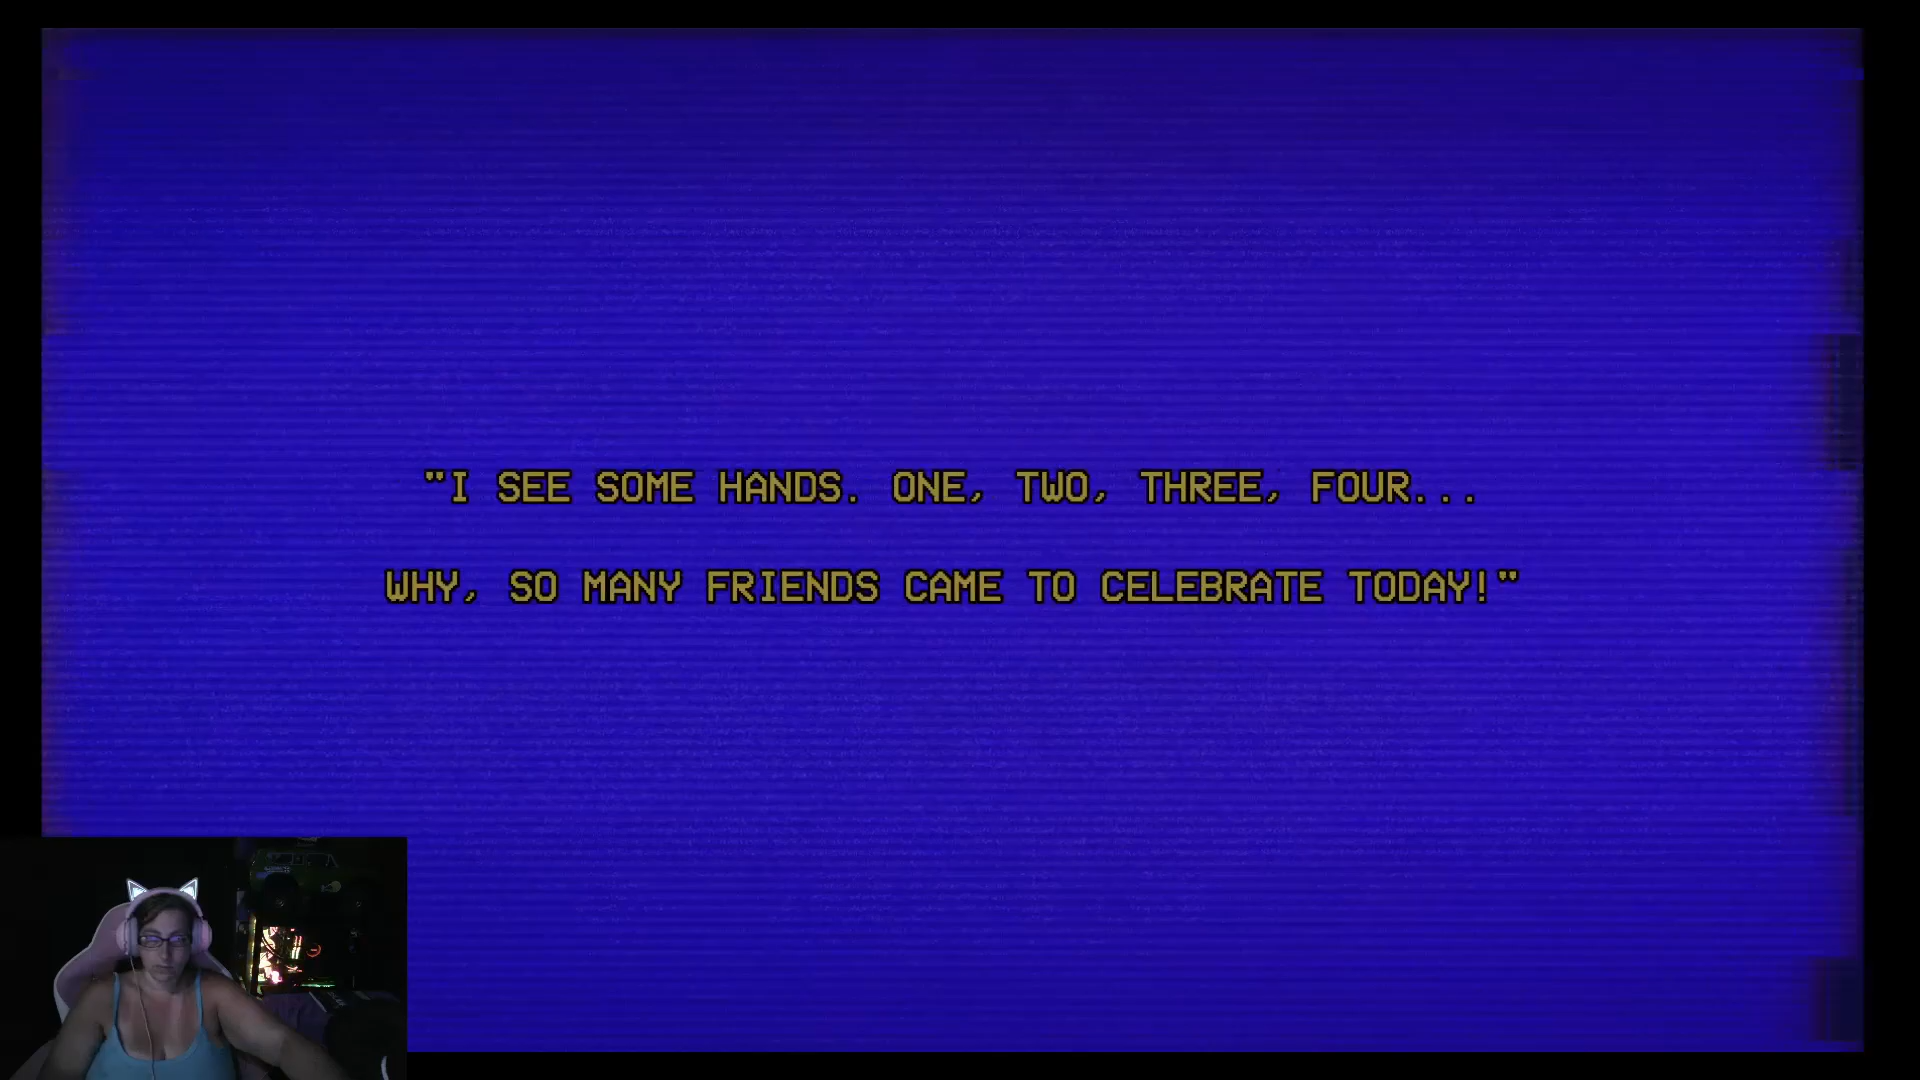 "I SEE SOME HANDS. ONE, TWO, THREE, FOUR...
WHY, SO MANY FRIENDS CAME TO CELEBRATE TODAY!"